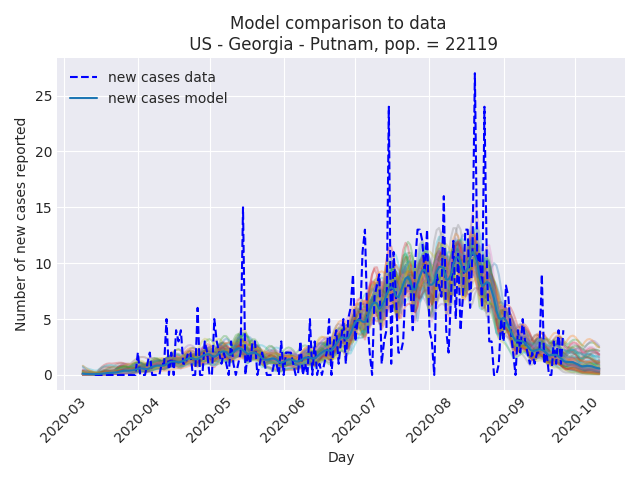 Model comparison to data
US - Georgia - Putnam, pop. = 22119
new cases data
new cases model
Number of new cases reported
25
20
15
10
5
0
2020-03
2020-04
2020-05
2020-06
2020-07
2020-08
2020-09
2020-10
Day